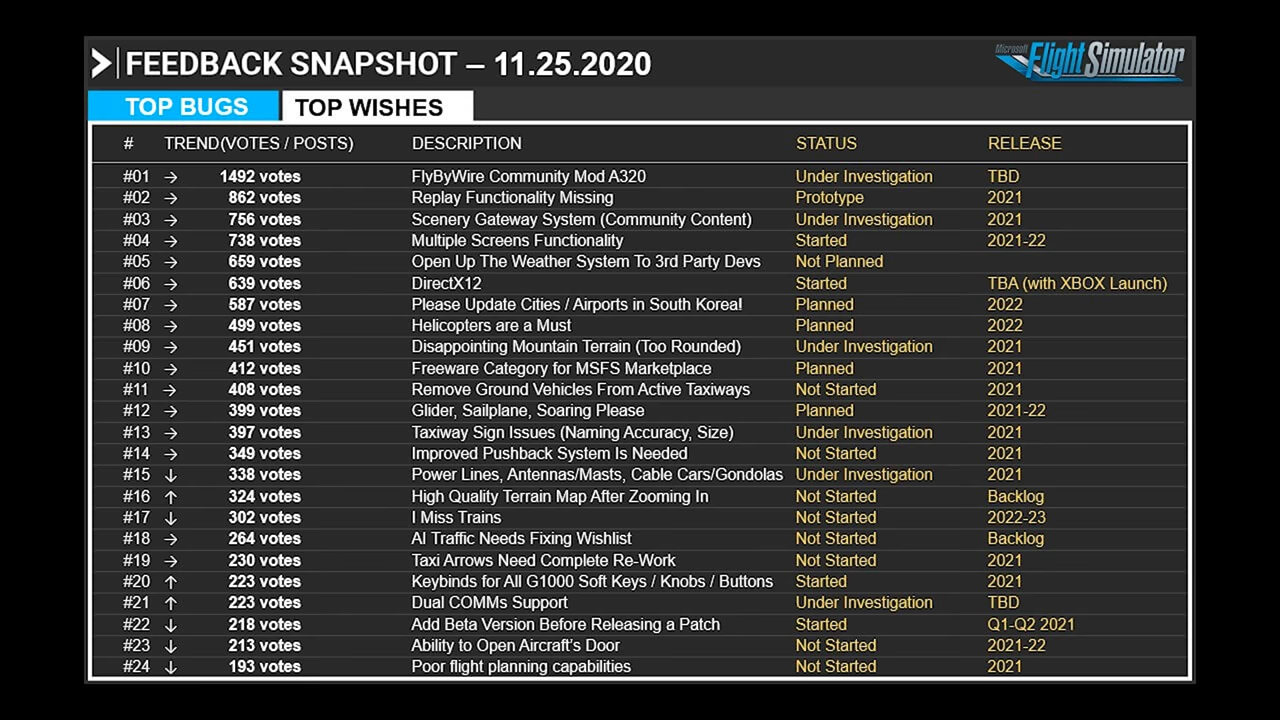 FEEDBACK SNAPSHOT – 11.25.2020
Microsoft
Flight Simulator
TOP BUGS TOP WISHES
# TREND(VOTES / POSTS) DESCRIPTION STATUS RELEASE
#01 → 1492 votes FlyByWire Community Mod A320 Under Investigation TBD
#02 → 862 votes Replay Functionality Missing Prototype 2021
#03 → 756 votes Scenery Gateway System (Community Content) Under Investigation 2021
#04 → 738 votes Multiple Screens Functionality Started 2021-22
#05 → 659 votes Open Up The Weather System To 3rd Party Devs Not Planned
#06 → 639 votes DirectX12 Started TBA (with XBOX Launch)
#07 → 587 votes Please Update Cities / Airports in South Korea! Planned 2022
#08 → 499 votes Helicopters are a Must Planned 2022
#09 → 451 votes Disappointing Mountain Terrain (Too Rounded) Under Investigation 2021
#10 → 412 votes Freeware Category for MSFS Marketplace Planned 2021
#11 → 408 votes Remove Ground Vehicles From Active Taxiways Not Started 2021
#12 → 399 votes Glider, Sailplane, Soaring Please Planned 2021-22
#13 → 397 votes Taxiway Sign Issues (Naming Accuracy, Size) Under Investigation 2021
#14 → 349 votes Improved Pushback System Is Needed Not Started 2021
#15 ↓ 338 votes Power Lines, Antennas/Masts, Cable Cars/Gondolas Under Investigation 2021
#16 ↑ 324 votes High Quality Terrain Map After Zooming In Not Started Backlog
#17 ↓ 302 votes I Miss Trains Not Started 2022-23
#18 → 264 votes AI Traffic Needs Fixing Wishlist Not Started Backlog
#19 → 230 votes Taxi Arrows Need Complete Re-Work Not Started 2021
#20 ↑ 223 votes Keybinds for All G1000 Soft Keys / Knobs / Buttons Started 2021
#21 ↑ 223 votes Dual COMMs Support Under Investigation TBD
#22 ↓ 218 votes Add Beta Version Before Releasing a Patch Started Q1-Q2 2021
#23 ↓ 213 votes Ability to Open Aircraft's Door Not Started 2021-22
#24 ↓ 193 votes Poor flight planning capabilities Not Started 2021